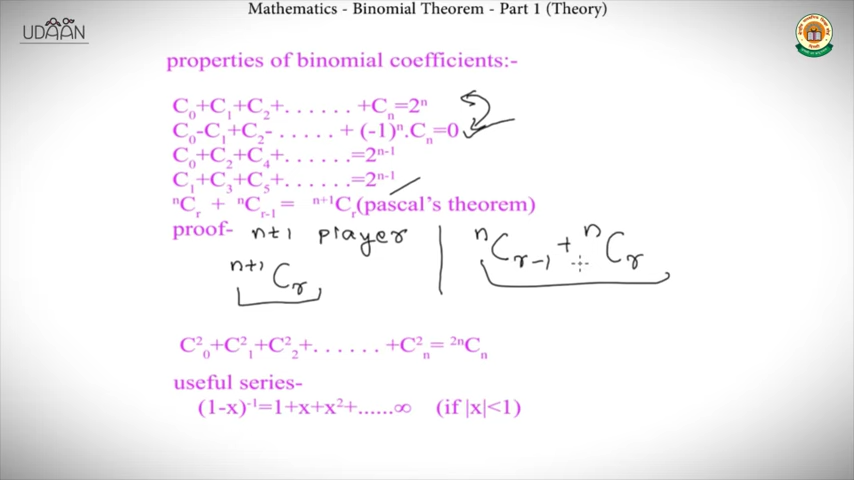 Mathematics - Binomial Theorem - Part 1 (Theory)
UDAAN
properties of binomial coefficients:-
C₀+C₁+C₂+. . . . . . +Cₙ=2ⁿ
C₀-C₁+C₂- . . . . . + (-1)ⁿ.Cₙ=0
C₀+C₂+C₄+. . . . . .=2ⁿ⁻¹
C₁+C₃+C₅+. . . . . .=2ⁿ⁻¹
ⁿCᵣ + ⁿCᵣ₋₁= ⁿ⁺¹Cᵣ(pascal's theorem)
proof- n+1 player | ⁿCᵣ₋₁ + ⁿCᵣ
ⁿ⁺¹Cᵣ
C²₀+C²₁+C²₂+. . . . . . +C²ₙ= ²ⁿCₙ
useful series-
(1-x)⁻¹=1+x+x²+......∞ (if |x|<1)